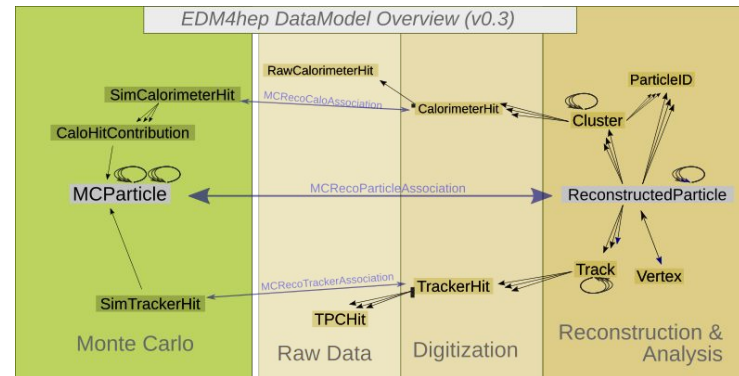 EDM4hep DataModel Overview (v0.3)
RawCalorimeterHit
ParticleID
SimCalorimeterHit
MCRecoCaloAssociation
CalorimeterHit
Cluster
CaloHitContribution
MCParticle
MCRecoParticleAssociation
ReconstructedParticle
MCRecoTrackerAssociation
TrackerHit
Track
Vertex
SimTrackerHit
TPCHit
Monte Carlo
Raw Data
Digitization
Reconstruction &
Analysis